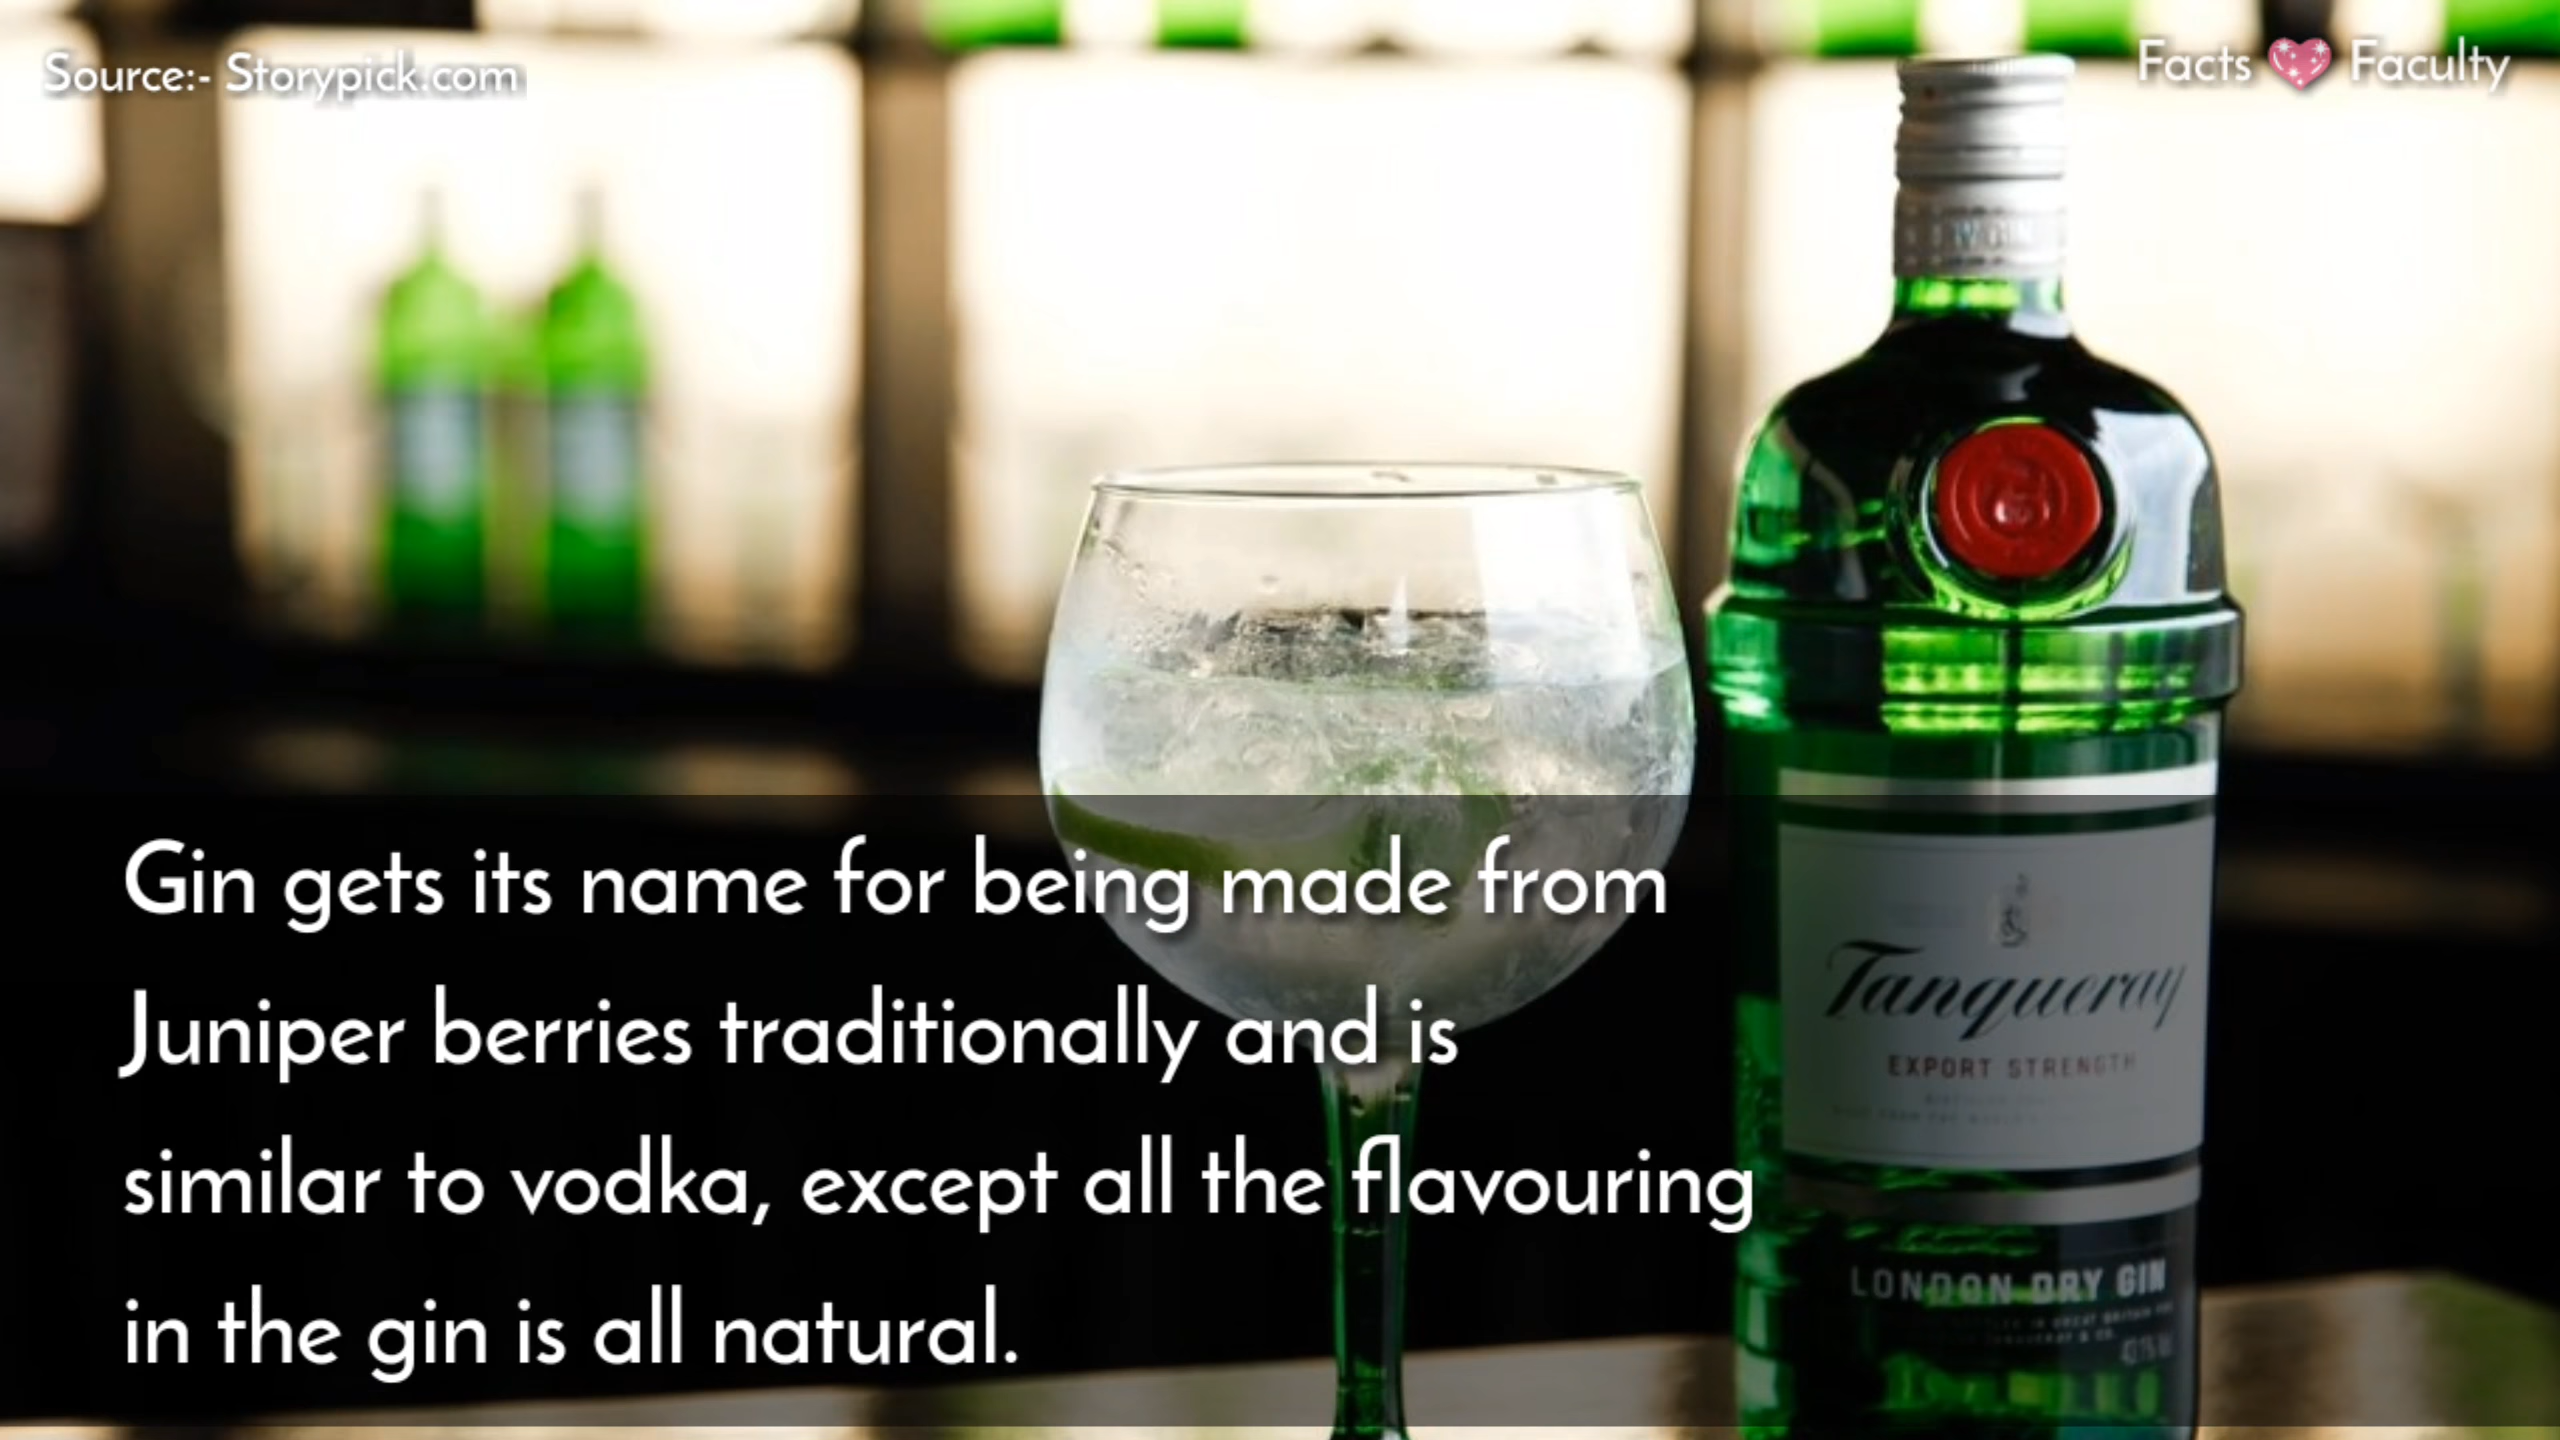 Source:- Storypick.com
Facts Faculty
Gin gets its name for being made from
Juniper berries traditionally and is
similar to vodka, except all the flavouring
in the gin is all natural.
Tanqueray
EXPORT STRENGTH
LONDON DRY GIN